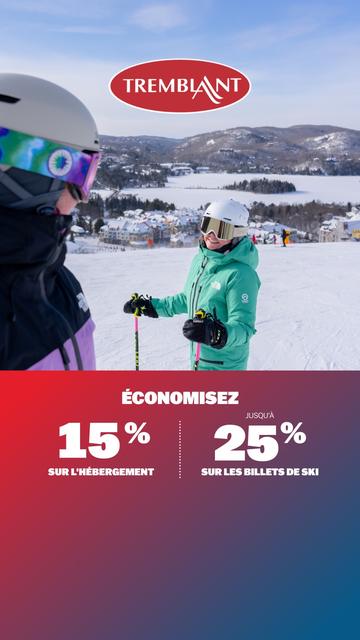 TREMBLANT
ÉCONOMISEZ
15%
SUR L'HÉBERGEMENT
JUSQU'À
25%
SUR LES BILLETS DE SKI